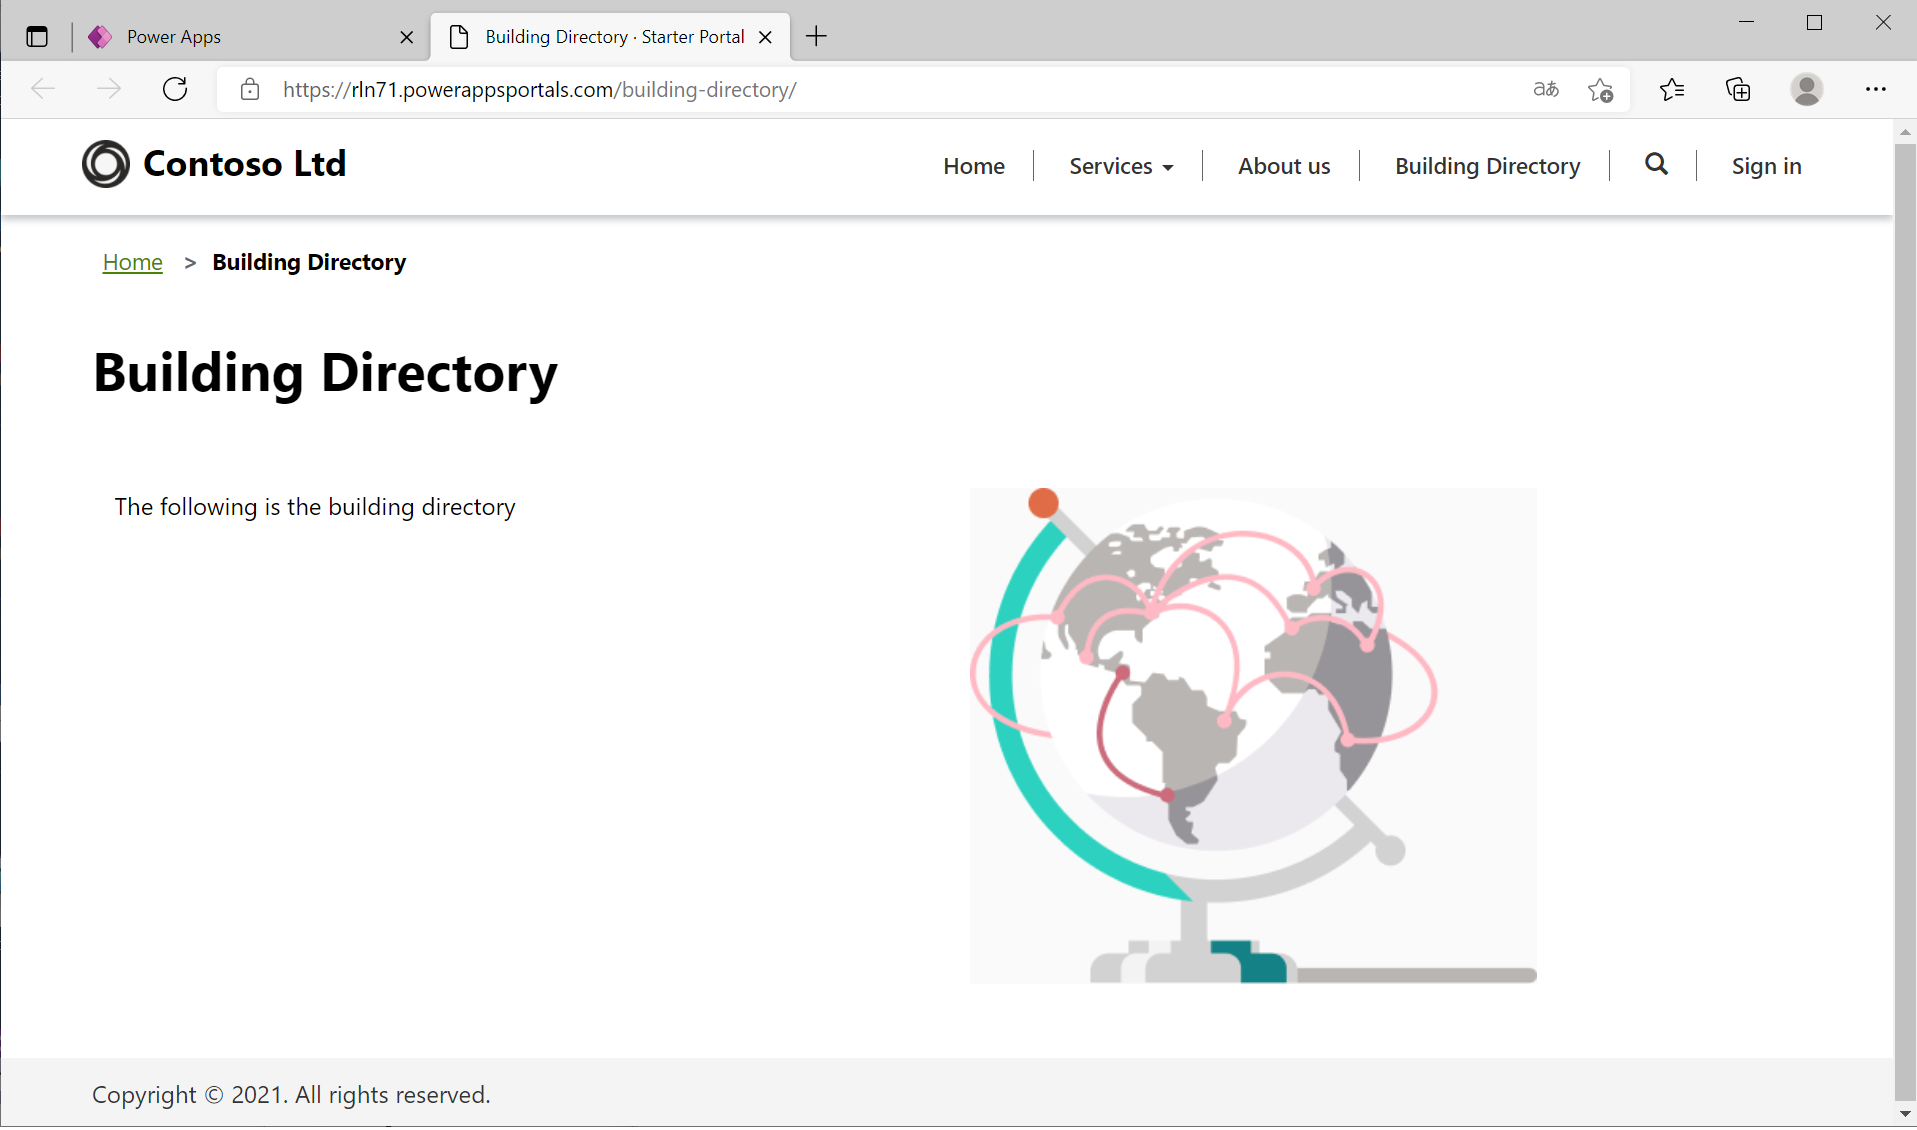 Power Apps
Building Directory · Starter Portal
https://rln71.powerappsportals.com/building-directory/
aあ
Contoso Ltd
Home
Services
About us
Building Directory
Sign in
Home > Building Directory
Building Directory
The following is the building directory
Copyright © 2021. All rights reserved.